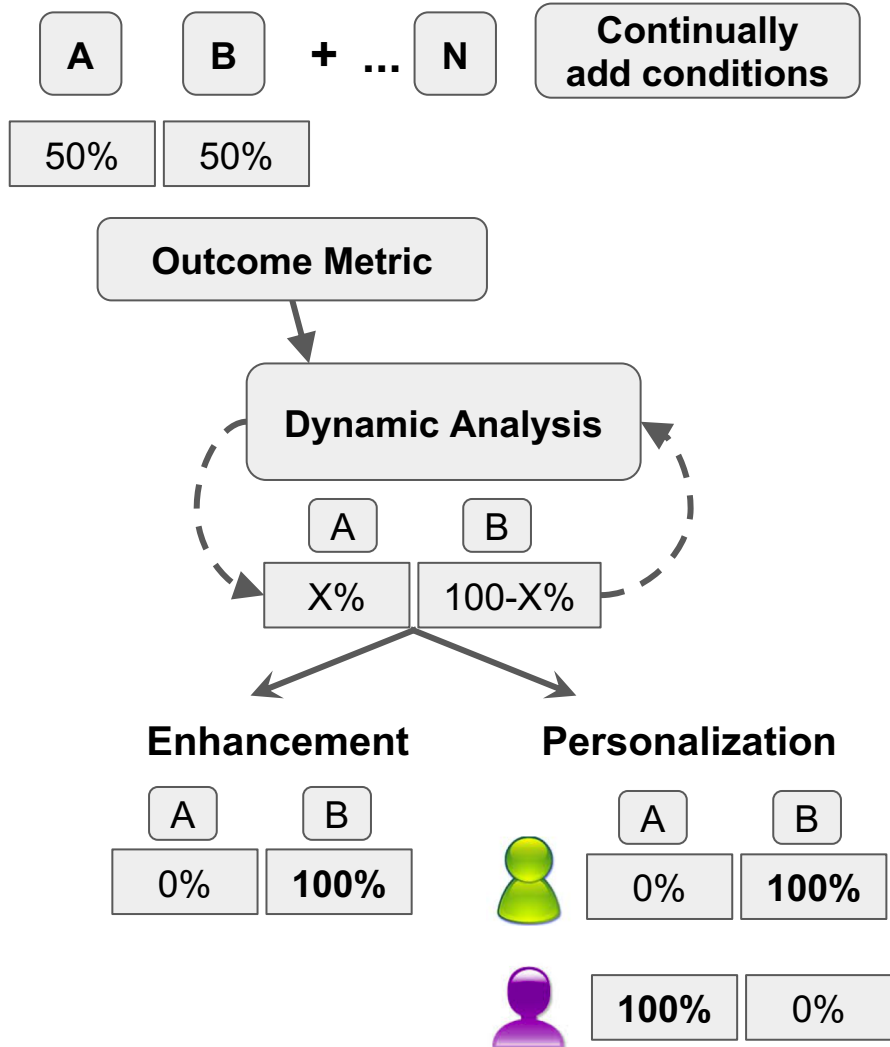 A B + ... N Continually
add conditions
50% 50%
Outcome Metric
Dynamic Analysis
A B
X% 100-X%
Enhancement Personalization
A B A B
0% 100% 0% 100%
100% 0%